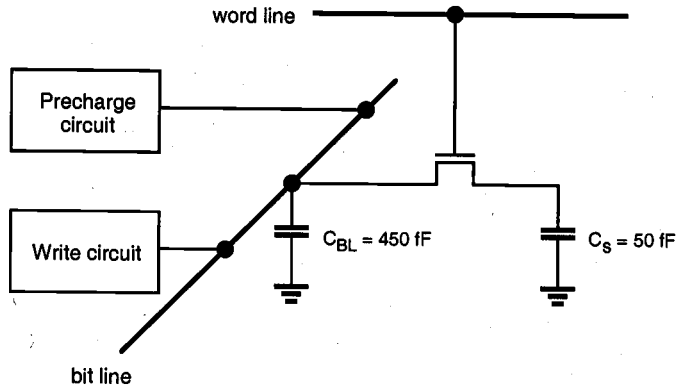 word line
Precharge
circuit
Write circuit
C_BL = 450 fF
C_S = 50 fF
bit line